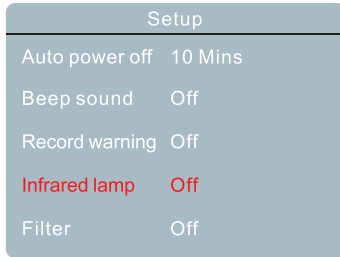 Setup
Auto power off 10 Mins
Beep sound Off
Record warning Off
Infrared lamp Off
Filter Off